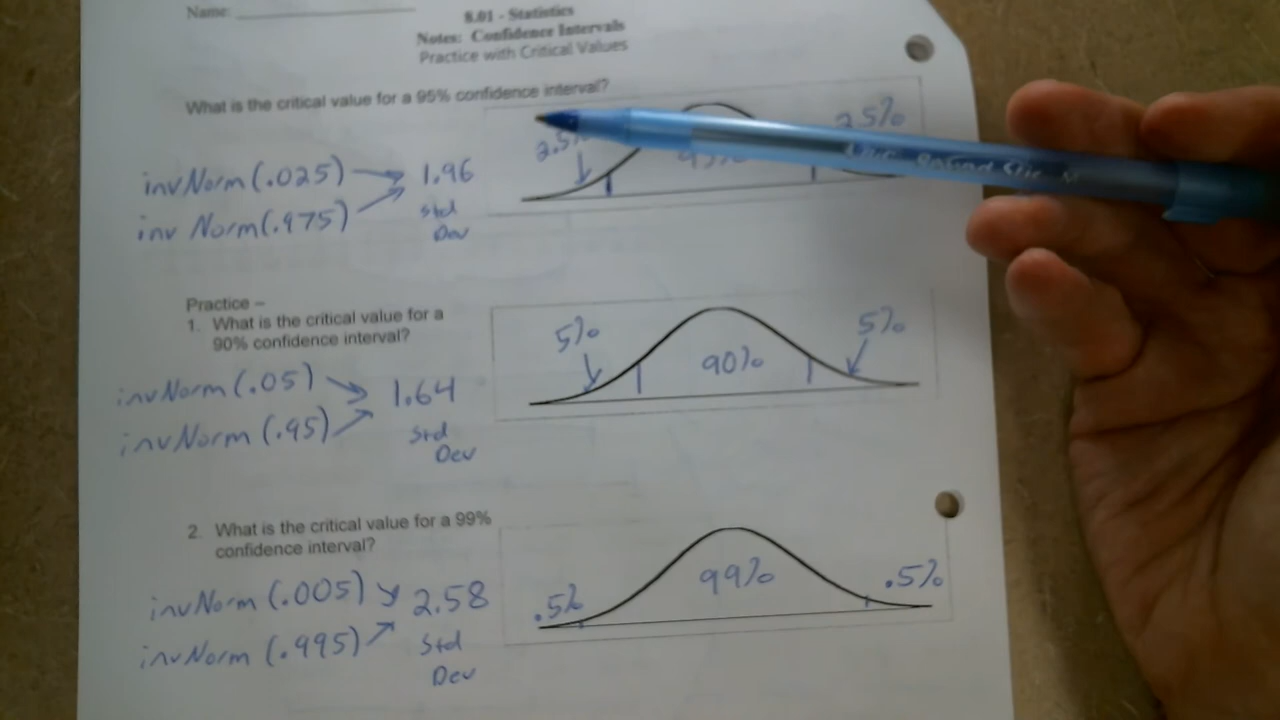 Name:
8.01 - Statistics
Notes: Confidence Intervals
Practice with Critical Values
What is the critical value for a 95% confidence interval?
2.5%
2.5%
95%
invNorm(.025)
1.96
Std
Dev
invNorm(.975)
Practice –
1. What is the critical value for a
90% confidence interval?
5%
5%
90%
invNorm(.05)
1.64
Std
Dev
invNorm(.95)
2. What is the critical value for a 99%
confidence interval?
99%
.5%
.5%
invNorm(.005)
2.58
Std
Dev
invNorm(.995)